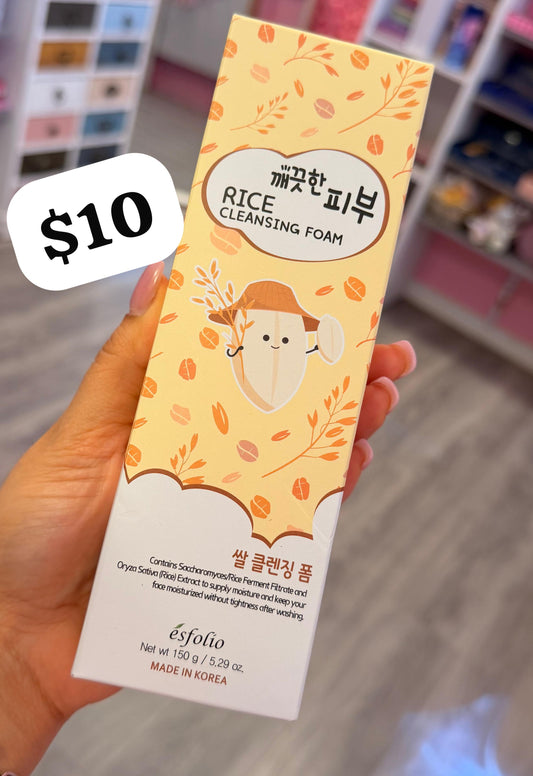 $10
깨끗한
피부
RICE
CLEANSING FOAM
쌀 클렌징 폼
Contains Saccharomyces/Rice Ferment Filtrate and
Oryza Sativa (Rice) Extract to supply moisture and keep your
face moisturized without tightness after washing.
esfolio
Net wt 150 g / 5.29 oz.
MADE IN KOREA